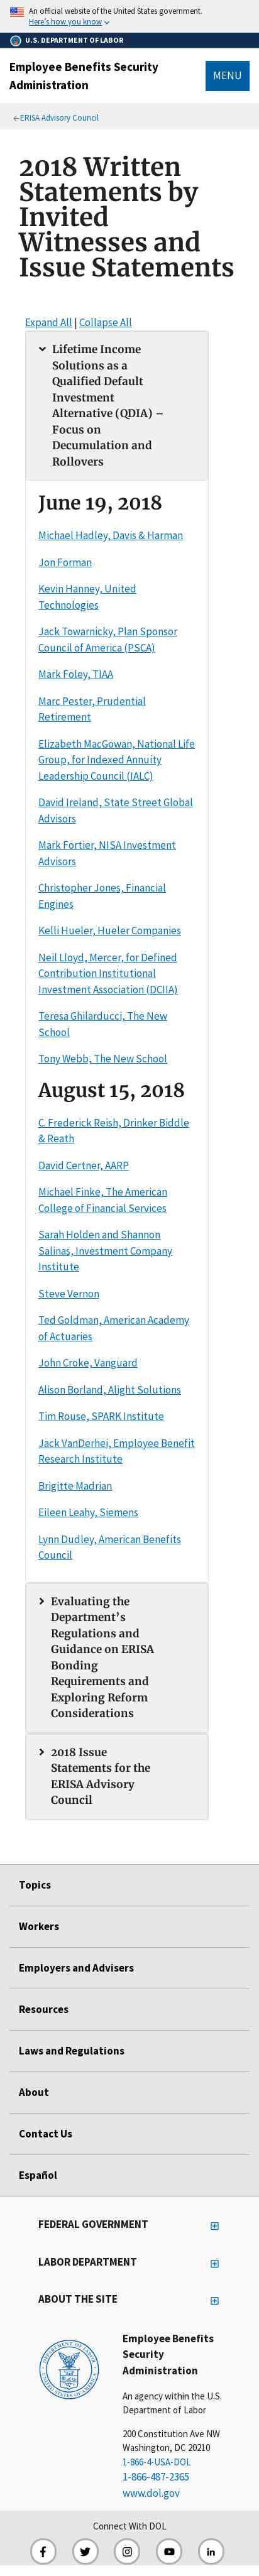 An official website of the United States government.
Here's how you know
U.S. DEPARTMENT OF LABOR
Employee Benefits Security
Administration
MENU
ERISA Advisory Council
2018 Written
Statements by
Invited
Witnesses and
Issue Statements
Expand All | Collapse All
Lifetime Income
Solutions as a
Qualified Default
Investment
Alternative (QDIA) –
Focus on
Decumulation and
Rollovers
June 19, 2018
Michael Hadley, Davis & Harman
Jon Forman
Kevin Hanney, United
Technologies
Jack Towarnicky, Plan Sponsor
Council of America (PSCA)
Mark Foley, TIAA
Marc Pester, Prudential
Retirement
Elizabeth MacGowan, National Life
Group, for Indexed Annuity
Leadership Council (IALC)
David Ireland, State Street Global
Advisors
Mark Fortier, NISA Investment
Advisors
Christopher Jones, Financial
Engines
Kelli Hueler, Hueler Companies
Neil Lloyd, Mercer, for Defined
Contribution Institutional
Investment Association (DCIIA)
Teresa Ghilarducci, The New
School
Tony Webb, The New School
August 15, 2018
C. Frederick Reish, Drinker Biddle
& Reath
David Certner, AARP
Michael Finke, The American
College of Financial Services
Sarah Holden and Shannon
Salinas, Investment Company
Institute
Steve Vernon
Ted Goldman, American Academy
of Actuaries
John Croke, Vanguard
Alison Borland, Alight Solutions
Tim Rouse, SPARK Institute
Jack VanDerhei, Employee Benefit
Research Institute
Brigitte Madrian
Eileen Leahy, Siemens
Lynn Dudley, American Benefits
Council
Evaluating the
Department's
Regulations and
Guidance on ERISA
Bonding
Requirements and
Exploring Reform
Considerations
2018 Issue
Statements for the
ERISA Advisory
Council
Topics
Workers
Employers and Advisers
Resources
Laws and Regulations
About
Contact Us
Español
FEDERAL GOVERNMENT
LABOR DEPARTMENT
ABOUT THE SITE
Employee Benefits
Security
Administration
An agency within the U.S.
Department of Labor
200 Constitution Ave NW
Washington, DC 20210
1-866-4-USA-DOL
1-866-487-2365
www.dol.gov
Connect With DOL